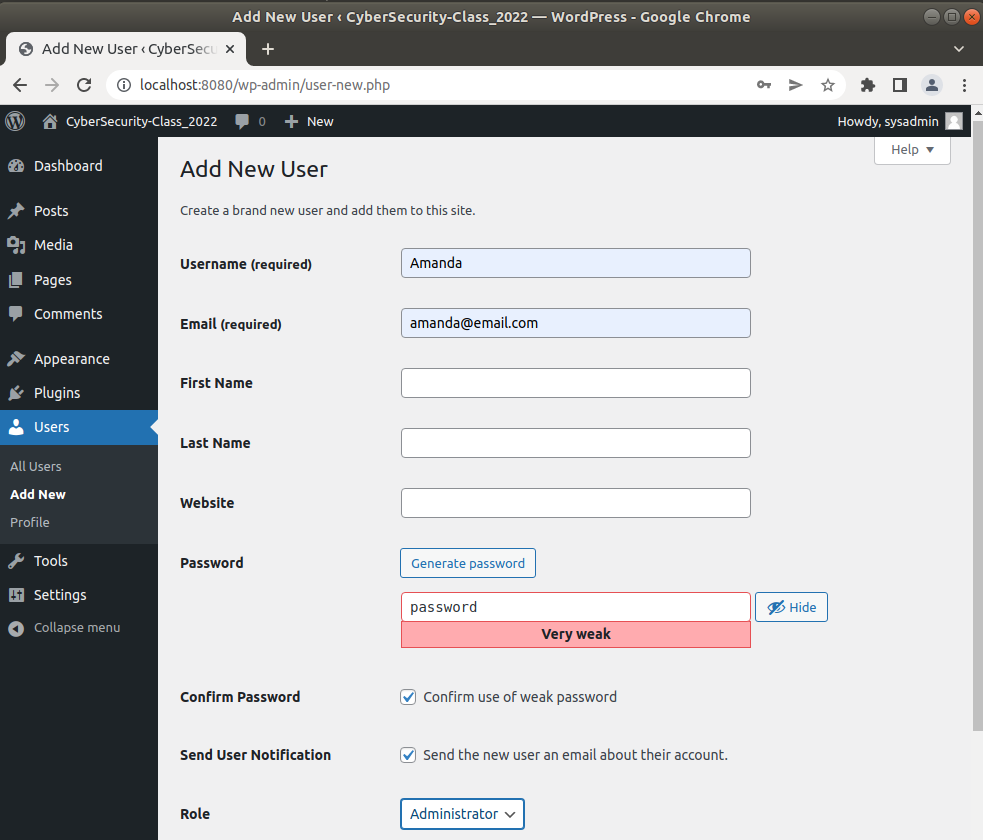 Add New User ‹ CyberSecurity-Class_2022 — WordPress - Google Chrome
Add New User ‹ CyberSecu
localhost:8080/wp-admin/user-new.php
CyberSecurity-Class_2022 0 New Howdy, sysadmin
Help
Dashboard
Posts
Media
Pages
Comments
Appearance
Plugins
Users
All Users
Add New
Profile
Tools
Settings
Collapse menu
Add New User
Create a brand new user and add them to this site.
Username (required) Amanda
Email (required) amanda@email.com
First Name
Last Name
Website
Password Generate password
password Hide
Very weak
Confirm Password Confirm use of weak password
Send User Notification Send the new user an email about their account.
Role Administrator